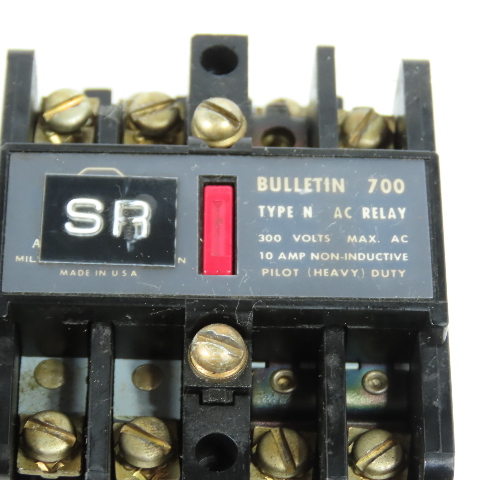 SR
MADE IN U.S.A
BULLETIN 700
TYPE N AC RELAY
300 VOLTS MAX. AC
10 AMP NON-INDUCTIVE
PILOT (HEAVY) DUTY